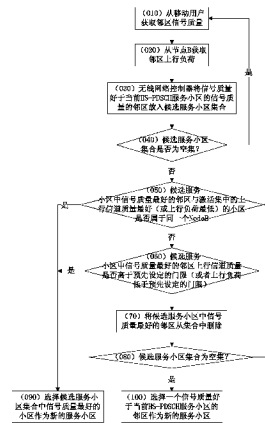 （010）从移动用户
获取邻区信号质量
（020）从节点B获取
邻区上行负荷
是
（030）无线网络控制器将信号质量
好于当前HS-PDSCH服务小区的信号质
量的邻区放入候选服务小区集合
（040）候选服务小区
集合是否为空集？
否
（050）候选服务
小区中信号质量最好的邻区与激活集中的上
行信道质量最好（或上行负荷最低）的小区
是否属于同一个NodeB
是
否
（060）候选服务
小区中信号质量最好的邻区上行信道质量
是否高于预先设定的门限（或者上行负荷
低于预先设定的门限）
是
否
（70）将候选服务小区中信号
质量最好的邻区从集合中删除
（080）候选服务小区集合为空集？
是
（090）选择候选服务小
区集合中信号质量最好的
小区作为新的服务小区
（100）选择一个信号质量好
于当前HS-PDSCH服务小区的
邻区作为新的服务小区